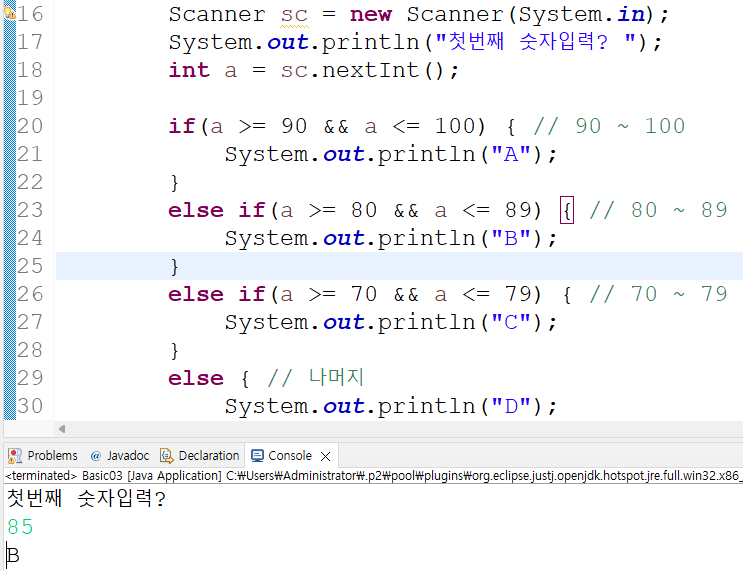 16 Scanner sc = new Scanner(System.in);
17 System.out.println("첫번째 숫자입력? ");
18 int a = sc.nextInt();
19
20 if(a >= 90 && a <= 100) { // 90 ~ 100
21 System.out.println("A");
22 }
23 else if(a >= 80 && a <= 89) { // 80 ~ 89
24 System.out.println("B");
25 }
26 else if(a >= 70 && a <= 79) { // 70 ~ 79
27 System.out.println("C");
28 }
29 else { // 나머지
30 System.out.println("D");
Problems @ Javadoc Declaration Console
<terminated> Basic03 [Java Application] C:₩Users₩Administrator₩.p2₩pool₩plugins₩org.eclipse.justj.openjdk.hotspot.jre.full.win32.x86_
첫번째 숫자입력?
85
B